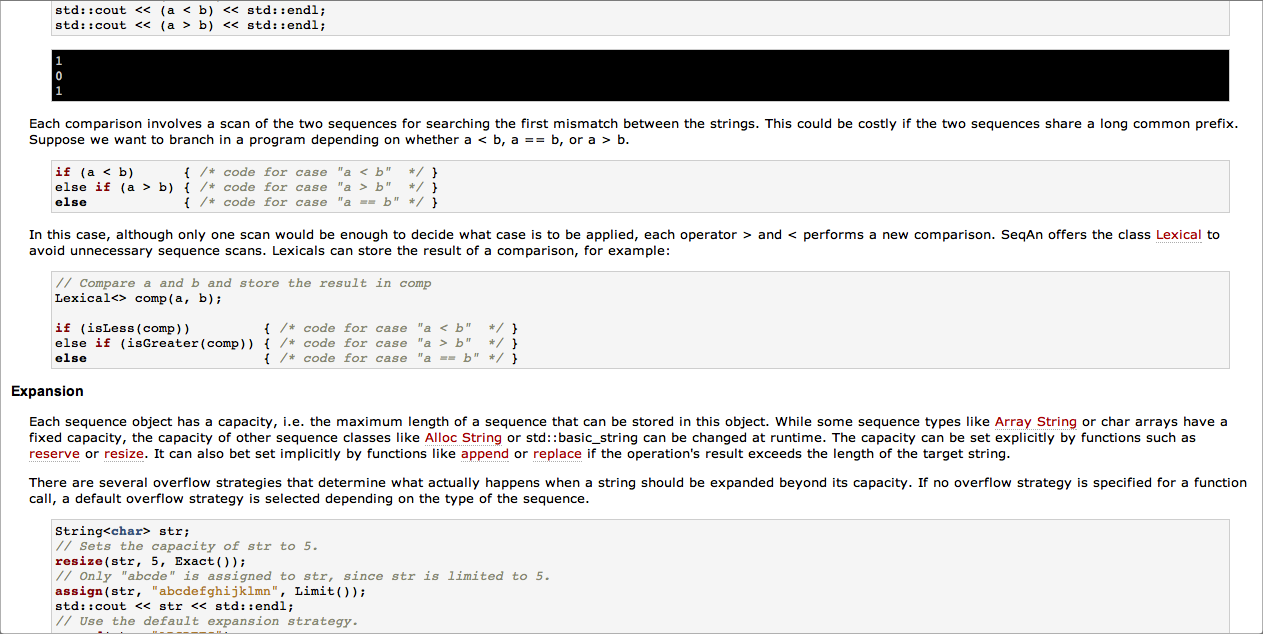 std::cout << (a < b) << std::endl;
std::cout << (a > b) << std::endl;
1
0
1
Each comparison involves a scan of the two sequences for searching the first mismatch between the strings. This could be costly if the two sequences share a long common prefix.
Suppose we want to branch in a program depending on whether a < b, a == b, or a > b.
if (a < b)      { /* code for case "a < b"  */ }
else if (a > b) { /* code for case "a > b"  */ }
else            { /* code for case "a == b" */ }
In this case, although only one scan would be enough to decide what case is to be applied, each operator > and < performs a new comparison. SeqAn offers the class Lexical to
avoid unnecessary sequence scans. Lexicals can store the result of a comparison, for example:
// Compare a and b and store the result in comp
Lexical<> comp(a, b);
if (isLess(comp))         { /* code for case "a < b"  */ }
else if (isGreater(comp)) { /* code for case "a > b"  */ }
else                      { /* code for case "a == b" */ }
Expansion
Each sequence object has a capacity, i.e. the maximum length of a sequence that can be stored in this object. While some sequence types like Array String or char arrays have a
fixed capacity, the capacity of other sequence classes like Alloc String or std::basic_string can be changed at runtime. The capacity can be set explicitly by functions such as
reserve or resize. It can also bet set implicitly by functions like append or replace if the operation's result exceeds the length of the target string.
There are several overflow strategies that determine what actually happens when a string should be expanded beyond its capacity. If no overflow strategy is specified for a function
call, a default overflow strategy is selected depending on the type of the sequence.
String<char> str;
// Sets the capacity of str to 5.
resize(str, 5, Exact());
// Only "abcde" is assigned to str, since str is limited to 5.
assign(str, "abcdefghijklmn", Limit());
std::cout << str << std::endl;
// Use the default expansion strategy.